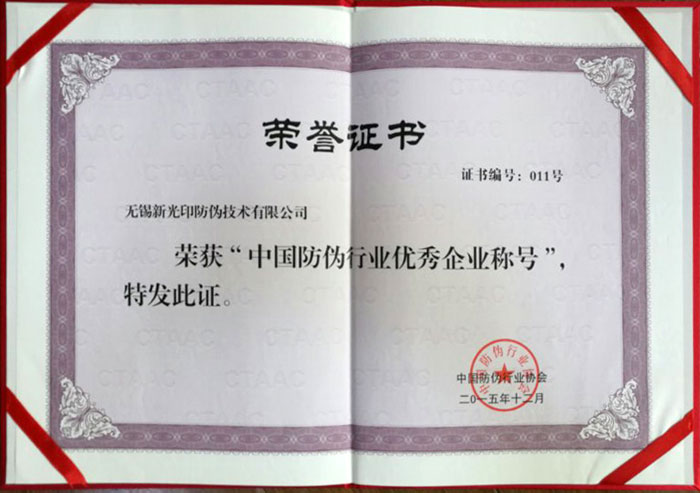 荣誉证书
证书编号：011号
无锡新光印防伪技术有限公司
荣获“中国防伪行业优秀企业称号”，
特发此证。
中国防伪行业协会
二〇一五年十二月
CTAAC